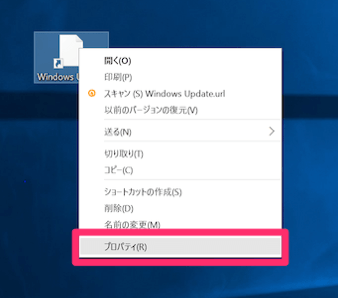 Windows U
開く(O)
印刷(P)
スキャン (S) Windows Update.url
以前のバージョンの復元(V)
送る(N)
切り取り(T)
コピー(C)
ショートカットの作成(S)
削除(D)
名前の変更(M)
プロパティ(R)